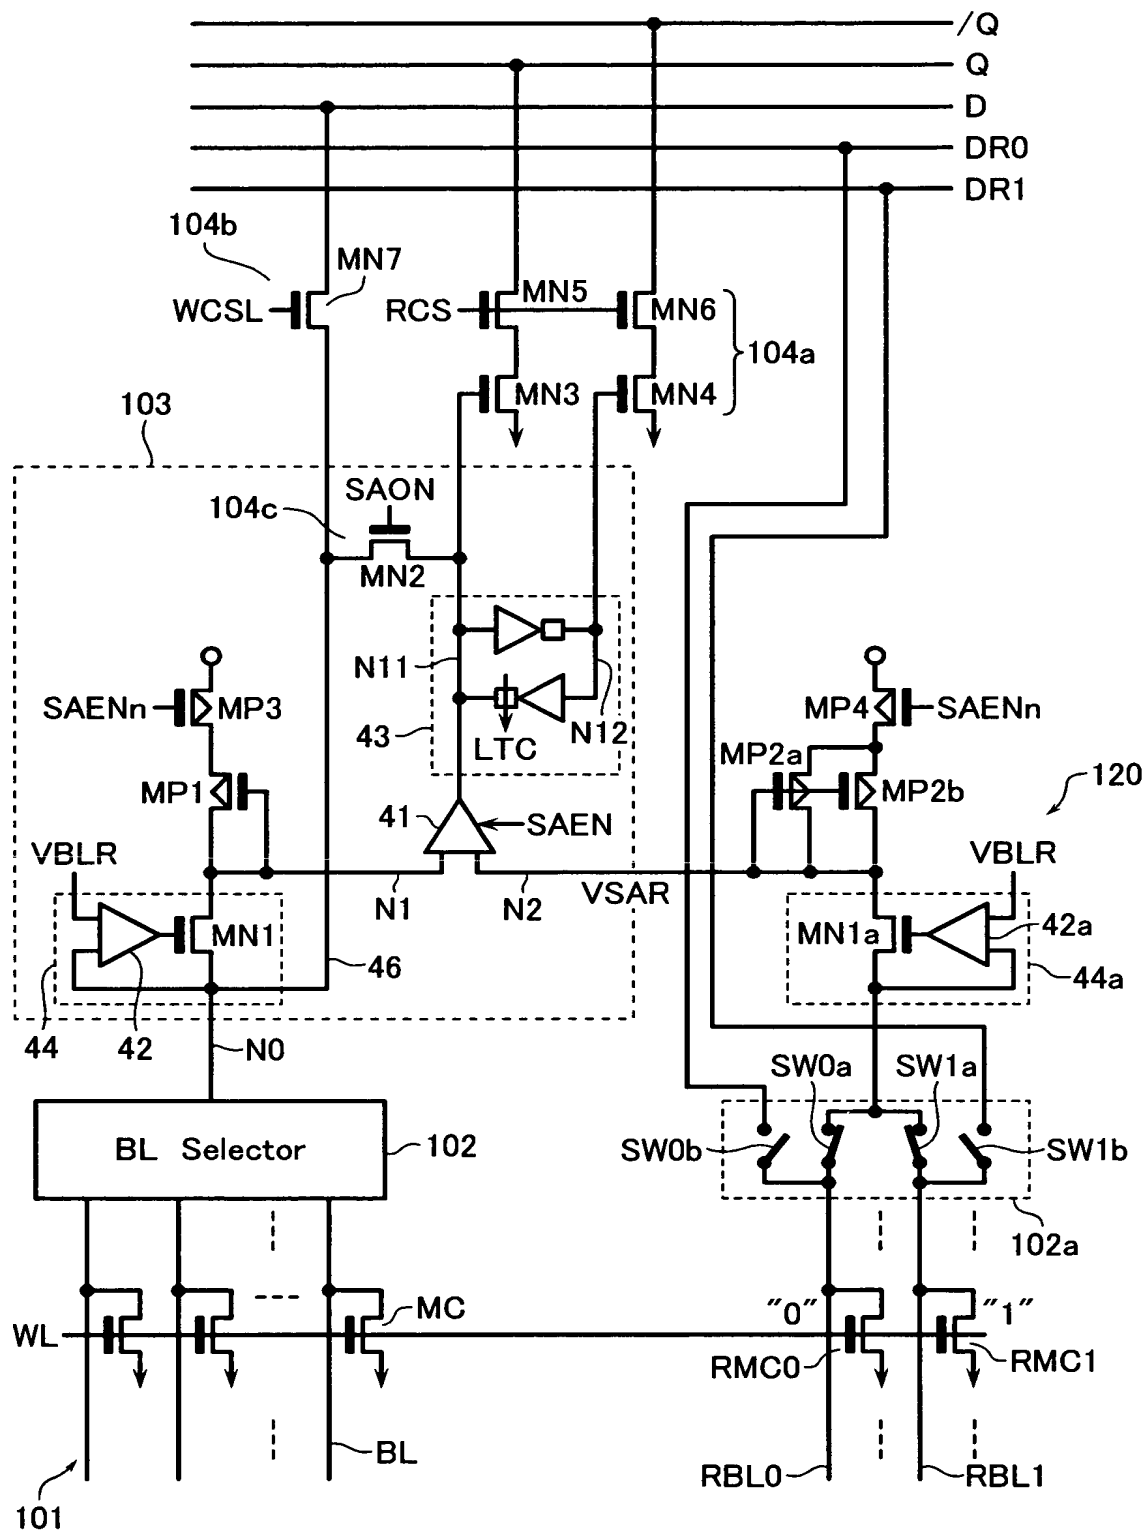 /Q
Q
D
DR0
DR1
104b
MN7
WCSL
RCS
MN5
MN6
104a
MN3
MN4
103
SAON
104c
MN2
N11
SAENn
MP3
MP4
SAENn
43
LTC
N12
MP2a
MP1
MP2b
120
41
SAEN
VBLR
VBLR
N1
N2
VSAR
MN1
MN1a
42a
46
44a
44
42
N0
SW0a
SW1a
BL Selector
102
SW0b
SW1b
102a
MC
"0"
"1"
WL
RMC0
RMC1
BL
RBL0
RBL1
101